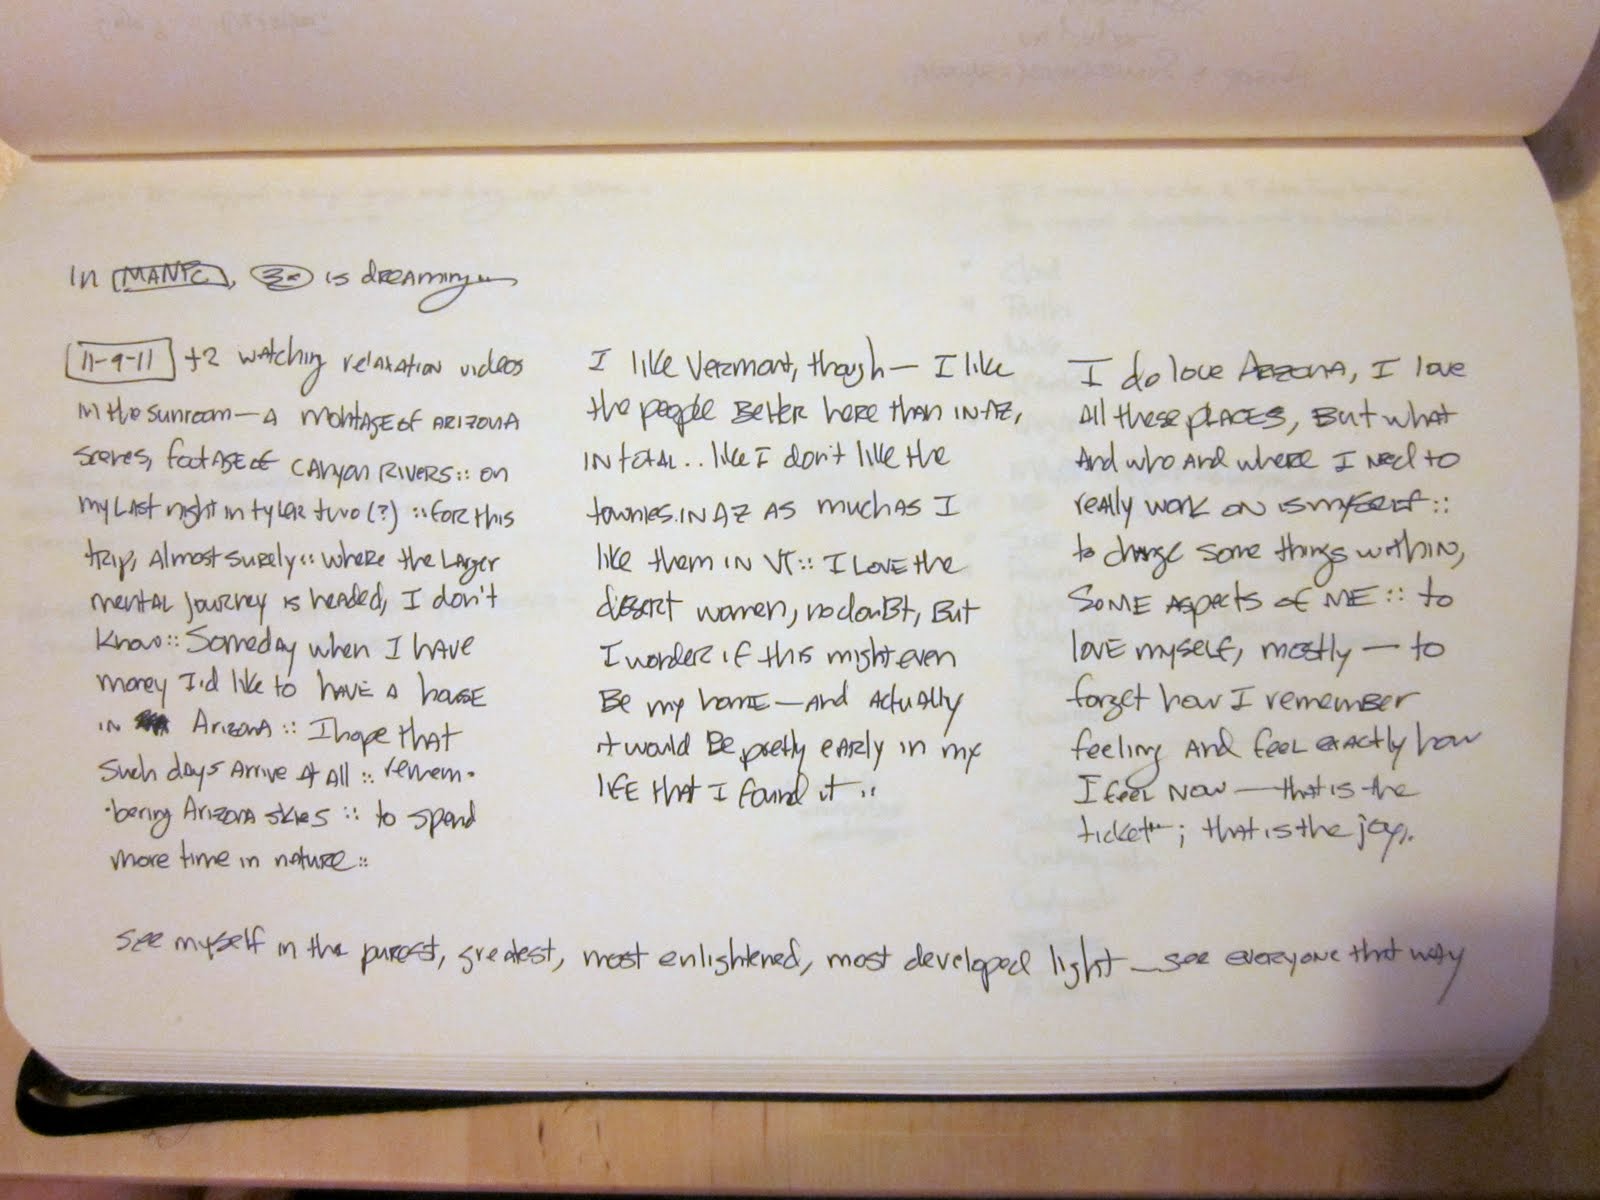 In MANIC, 3x is dreaming...
11-9-11 +2 watching relaxation videos
in the sunroom — a montage of ARIZONA
scenes, footage of canyon rivers :: on
my last night in tyler two (?) :: for this
trip, almost surely :: where the larger
mental journey is headed, I don't
know :: Someday when I have
money I'd like to have a house
in Arizona :: I hope that
such days arrive at all :: remem-
-bering Arizona skies :: to spend
more time in nature ::
I like Vermont, though — I like
the people better here than in AZ,
in total.. like I don't like the
townies in AZ as much as I
like them in VT :: I love the
desert women, no doubt, but
I wonder if this might even
be my home — and actually
it would be pretty early in my
life that I found it ..
I do love Arizona, I love
all these places, but what
and who and where I need to
really work on is myself ::
to change some things within,
some aspects of ME :: to
love myself, mostly — to
forget how I remember
feeling and feel exactly how
I feel now — that is the
ticket ; that is the joy.
see myself in the purest, greatest, most enlightened, most developed light — see everyone that way